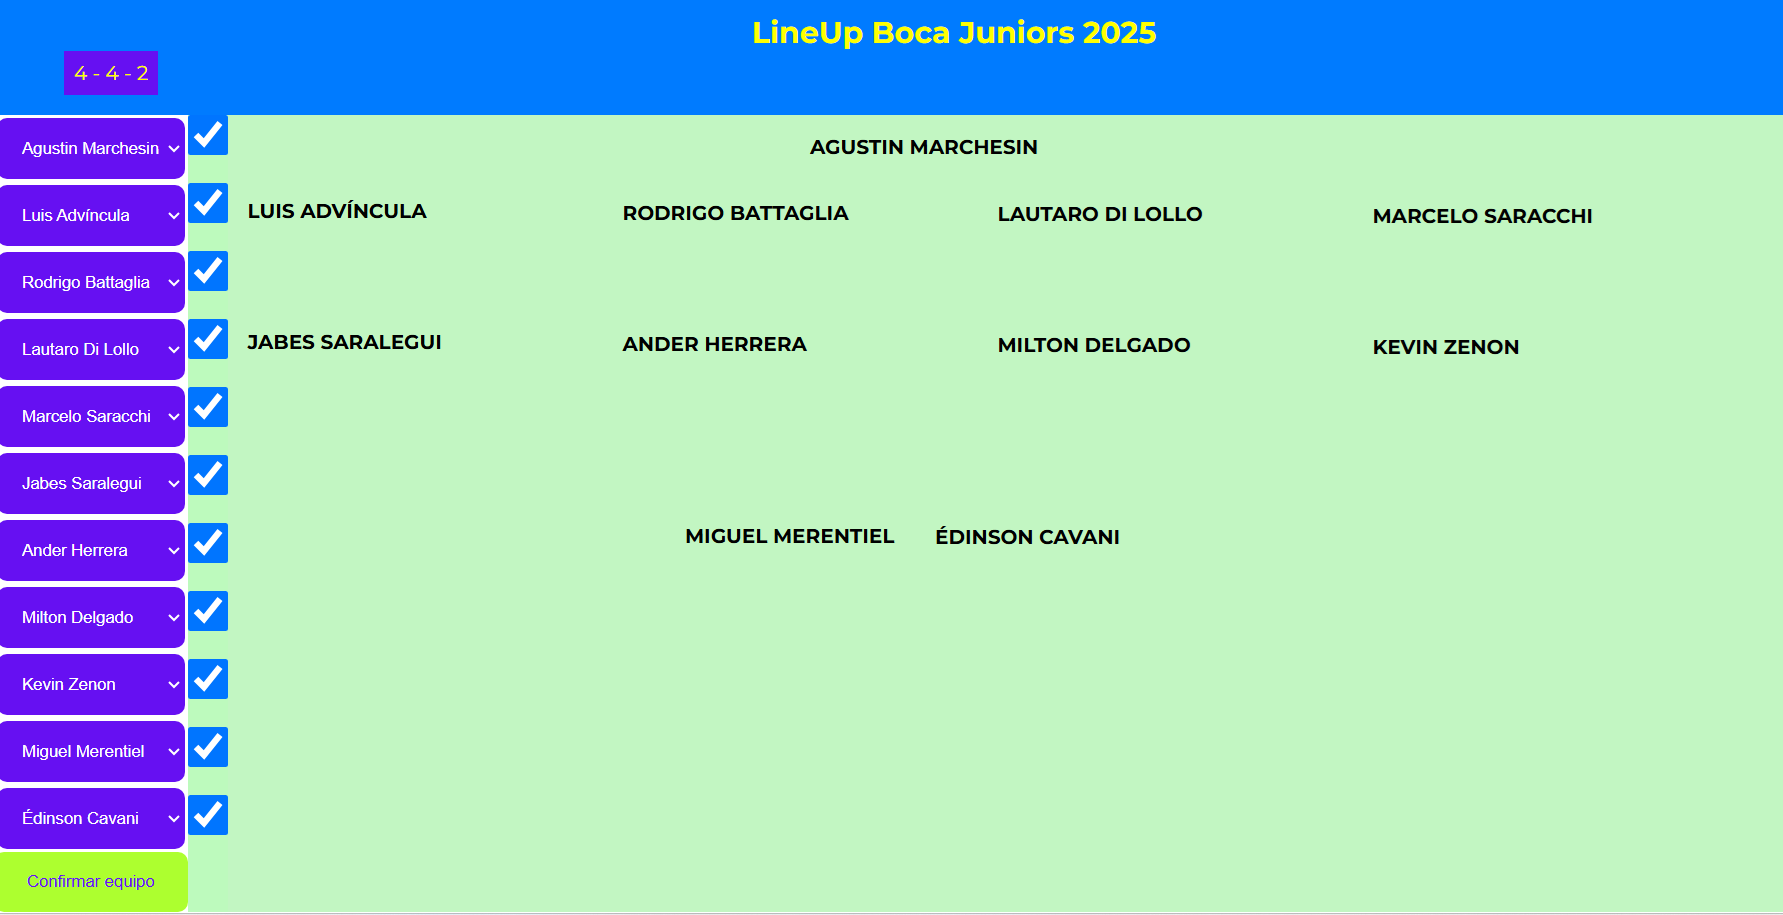 LineUp Boca Juniors 2025
4 - 4 - 2
Agustin Marchesin
Luis Advíncula
Rodrigo Battaglia
Lautaro Di Lollo
Marcelo Saracchi
Jabes Saralegui
Ander Herrera
Milton Delgado
Kevin Zenon
Miguel Merentiel
Édinson Cavani
Confirmar equipo
AGUSTIN MARCHESIN
LUIS ADVÍNCULA RODRIGO BATTAGLIA LAUTARO DI LOLLO MARCELO SARACCHI
JABES SARALEGUI ANDER HERRERA MILTON DELGADO KEVIN ZENON
MIGUEL MERENTIEL ÉDINSON CAVANI